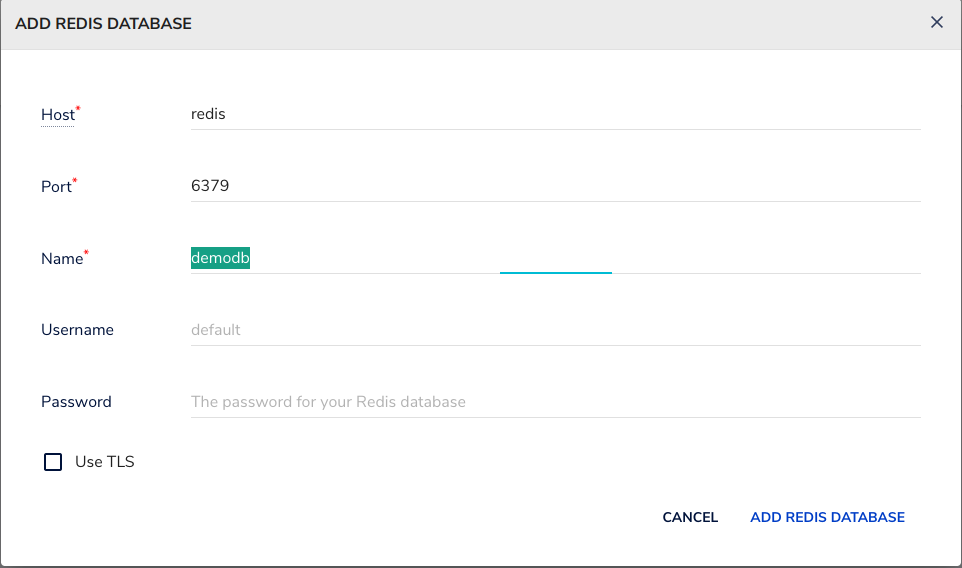 ADD REDIS DATABASE
Host* redis
Port* 6379
Name* demodb
Username default
Password The password for your Redis database
Use TLS
CANCEL ADD REDIS DATABASE